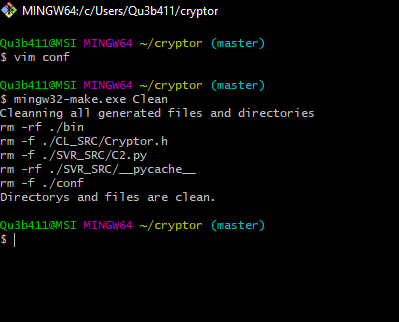 MINGW64:/c/Users/Qu3b411/cryptor
Qu3b411@MSI MINGW64 ~/cryptor (master)
$ vim conf
Qu3b411@MSI MINGW64 ~/cryptor (master)
$ mingw32-make.exe Clean
Cleanning all generated files and directories
rm -rf ./bin
rm -f ./CL_SRC/Cryptor.h
rm -f ./SVR_SRC/C2.py
rm -rf ./SVR_SRC/__pycache__
rm -f ./conf
Directorys and files are clean.
Qu3b411@MSI MINGW64 ~/cryptor (master)
$